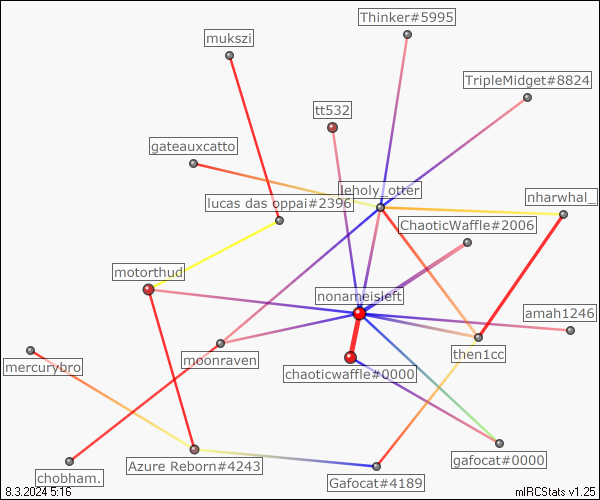 Thinker#5995
mukszi
TripleMidget#8824
tt532
gateauxcatto
leholy_otter
nharwhal_
lucas das oppai#2396
ChaoticWaffle#2006
motorthud
nonameisleft
amah1246
then1cc
moonraven
mercurybro
chaoticwaffle#0000
gafocat#0000
Azure Reborn#4243
chobham.
Gafocat#4189
8.3.2024 5:16
mIRCStats v1.25